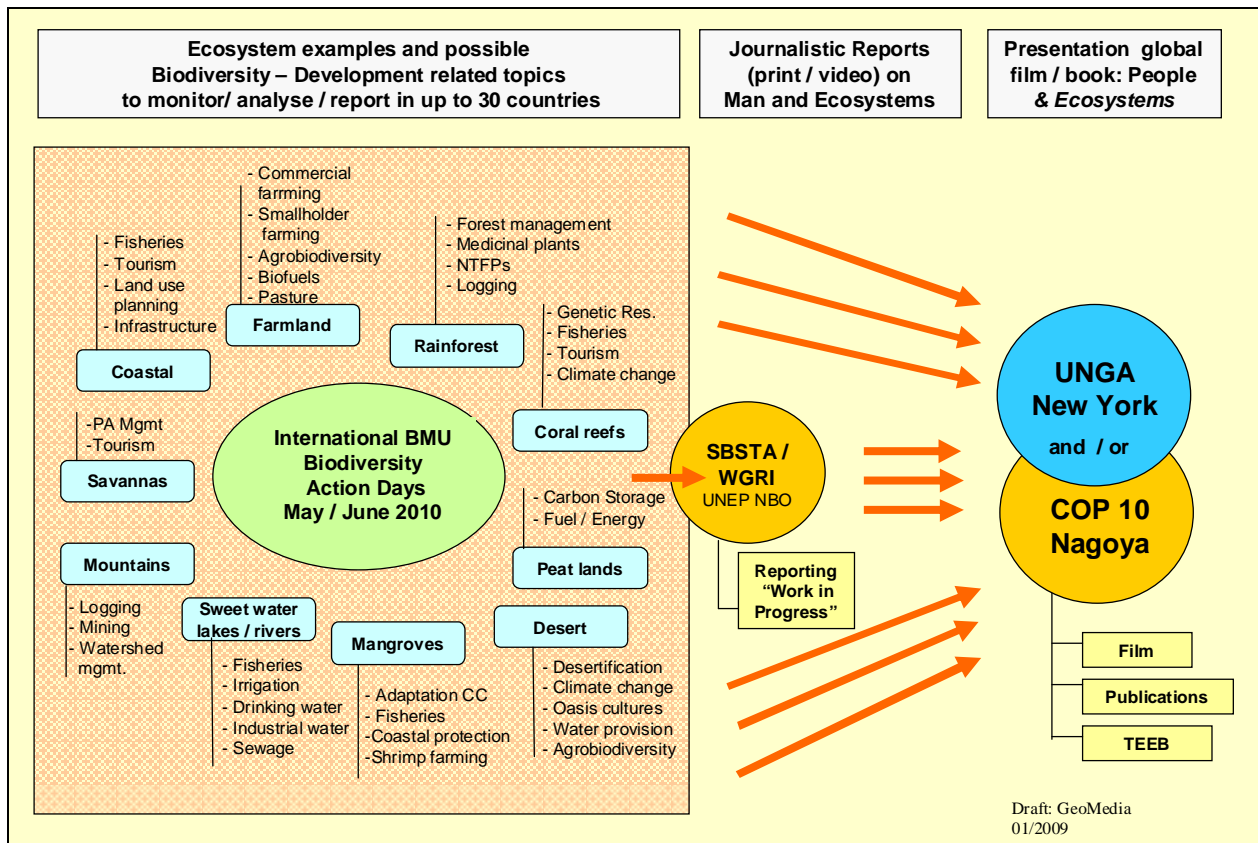 Ecosystem examples and possible
Biodiversity – Development related topics
to monitor/ analyse / report in up to 30 countries
Journalistic Reports
(print / video) on
Man and Ecosystems
Presentation global
film / book: People
& Ecosystems
- Fisheries
- Tourism
- Land use
planning
- Infrastructure
Coastal
- Commercial
farming
- Smallholder
farming
- Agrobiodiversity
- Biofuels
- Pasture
Farmland
- Forest management
- Medicinal plants
- NTFPs
- Logging
Rainforest
- Genetic Res.
- Fisheries
- Tourism
- Climate change
Coral reefs
-PA Mgmt
- Tourism
Savannas
International BMU
Biodiversity
Action Days
May / June 2010
- Carbon Storage
- Fuel / Energy
Peat lands
Mountains
- Logging
- Mining
- Watershed
mgmt.
Sweet water
lakes / rivers
- Fisheries
- Irrigation
- Drinking water
- Industrial water
- Sewage
Mangroves
- Adaptation CC
- Fisheries
-Coastal protection
-Shrimp farming
Desert
- Desertification
- Climate change
- Oasis cultures
- Water provision
- Agrobiodiversity
SBSTA /
WGRI
UNEP NBO
Reporting
“Work in
Progress”
UNGA
New York
and / or
COP 10
Nagoya
Film
Publications
TEEB
Draft: GeoMedia
01/2009